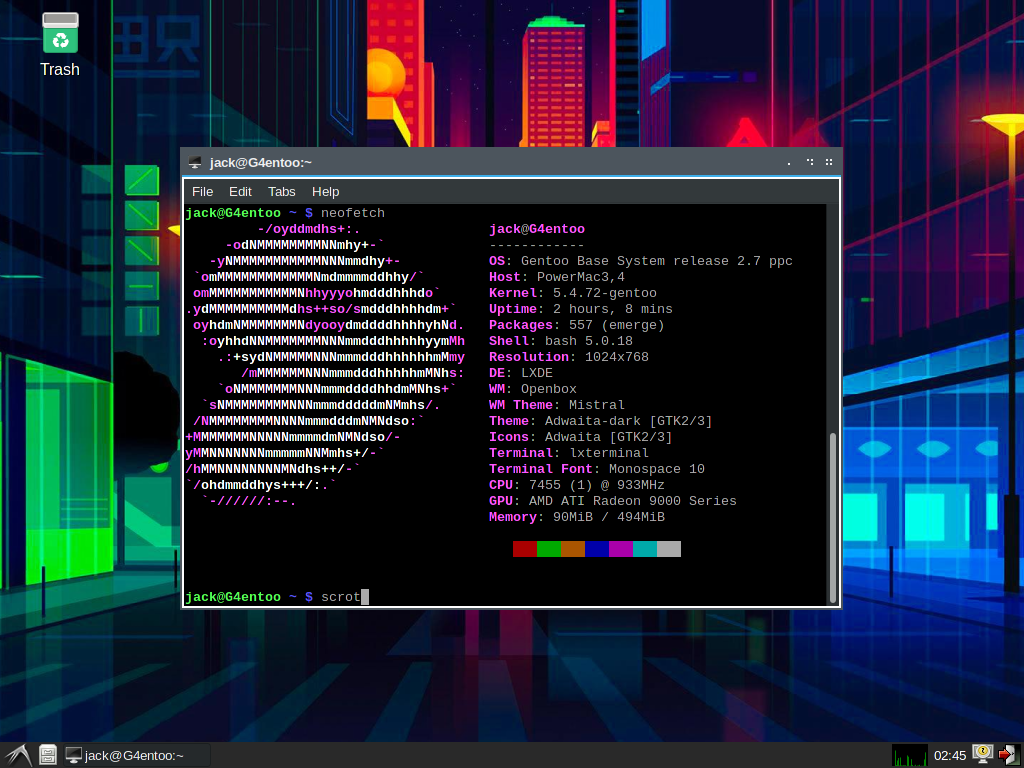 Trash
jack@G4entoo:~
File Edit Tabs Help
jack@G4entoo ~ $ neofetch
-/oyddmdhs+:. jack@G4entoo
-odNMMMMMMMMNNmhy+-` ------------
-yNMMMMMMMMMMMNNNmmdhy+- OS: Gentoo Base System release 2.7 ppc
`omMMMMMMMMMMMMNmdmmmmddhhy/` Host: PowerMac3,4
omMMMMMMMMMMMNhhyyyohmdddhhhdo` Kernel: 5.4.72-gentoo
.ydMMMMMMMMMMdhs++so/smdddhhhhdm+` Uptime: 2 hours, 8 mins
oyhdmNMMMMMMMNdyooydmddddhhhhyhNd. Packages: 557 (emerge)
:oyhhdNNMMMMMMMNNNmmdddhhhhhyymMh Shell: bash 5.0.18
.:+sydNMMMMMNNNmmmdddhhhhhhmMmy Resolution: 1024x768
/mMMMMMMNNNmmmdddhhhhhmMNhs: DE: LXDE
`oNMMMMMMMNNNmmmddddhhdmMNhs+` WM: Openbox
`sNMMMMMMMMNNNmmmdddddmNMmhs/. WM Theme: Mistral
/NMMMMMMMMNNNNmmmdddmNMNdso:` Theme: Adwaita-dark [GTK2/3]
+MMMMMMMNNNNNmmmmdmNMNdso/- Icons: Adwaita [GTK2/3]
yMMNNNNNNNmmmmmNNMmhs+/-` Terminal: lxterminal
/hMMNNNNNNNNMNdhs++/-` Terminal Font: Monospace 10
`/ohdmmddhys+++/:.` CPU: 7455 (1) @ 933MHz
`-//////:--. GPU: AMD ATI Radeon 9000 Series
Memory: 90MiB / 494MiB
jack@G4entoo ~ $ scrot
jack@G4entoo:~ 02:45